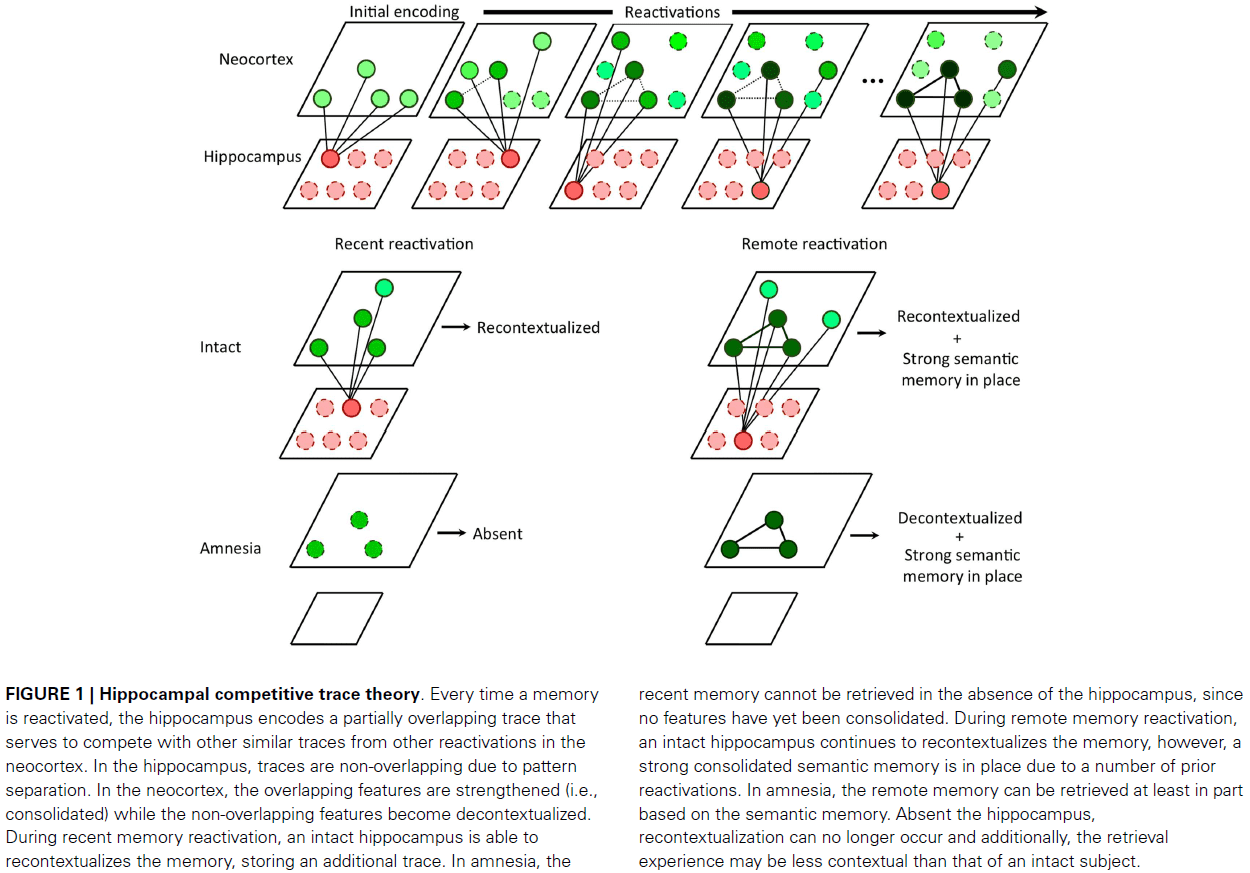 Initial encoding
Reactivations
Neocortex
...
Hippocampus
Recent reactivation
Remote reactivation
Intact
Recontextualized
Recontextualized
+
Strong semantic
memory in place
Amnesia
Absent
Decontextualized
+
Strong semantic
memory in place
FIGURE 1 | Hippocampal competitive trace theory. Every time a memory
is reactivated, the hippocampus encodes a partially overlapping trace that
serves to compete with other similar traces from other reactivations in the
neocortex. In the hippocampus, traces are non-overlapping due to pattern
separation. In the neocortex, the overlapping features are strengthened (i.e.,
consolidated) while the non-overlapping features become decontextualized.
During recent memory reactivation, an intact hippocampus is able to
recontextualizes the memory, storing an additional trace. In amnesia, the
recent memory cannot be retrieved in the absence of the hippocampus, since
no features have yet been consolidated. During remote memory reactivation,
an intact hippocampus continues to recontextualizes the memory, however, a
strong consolidated semantic memory is in place due to a number of prior
reactivations. In amnesia, the remote memory can be retrieved at least in part
based on the semantic memory. Absent the hippocampus,
recontextualization can no longer occur and additionally, the retrieval
experience may be less contextual than that of an intact subject.